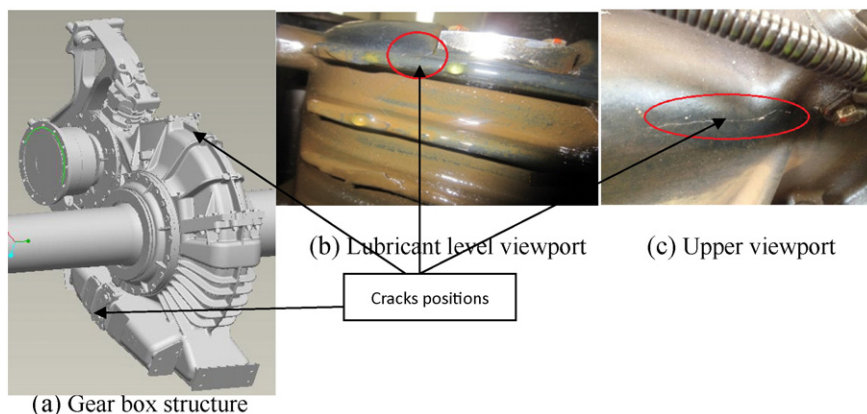 (b) Lubricant level viewport
(c) Upper viewport
Cracks positions
(a) Gear box structure